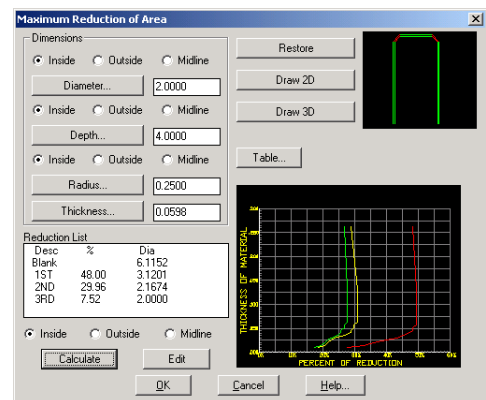 Maximum Reduction of Area
Dimensions
Inside Outside Midline
Diameter... 2.0000
Inside Outside Midline
Depth... 4.0000
Inside Outside Midline
Radius... 0.2500
Thickness... 0.0598
Restore
Draw 2D
Draw 3D
Table...
Reduction List
Desc % Dia
Blank 6.1152
1ST 48.00 3.1201
2ND 29.96 2.1674
3RD 7.52 2.0000
Inside Outside Midline
Calculate Edit
THICKNESS OF MATERIAL
PERCENT OF REDUCTION
OK Cancel Help...